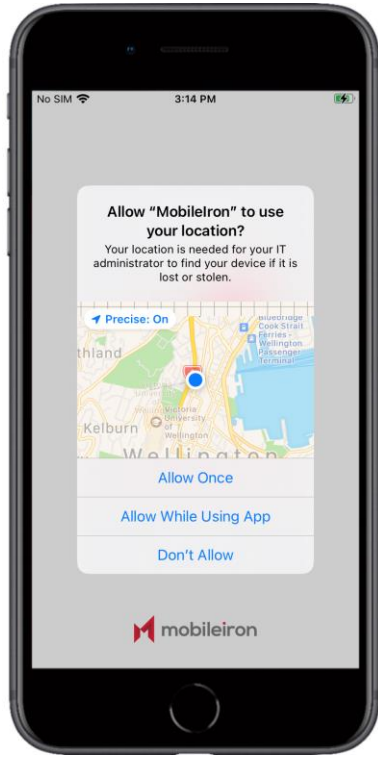 No SIM 3:14 PM
Allow “MobileIron” to use
your location?
Your location is needed for your IT
administrator to find your device if it is
lost or stolen.
Precise: On
Bluebridge
Cook Strait
Ferries -
Wellington
Passenger
Terminal
thland
Victoria
University
of
Wellington
Kelburn
Wellington
Allow Once
Allow While Using App
Don’t Allow
mobileiron